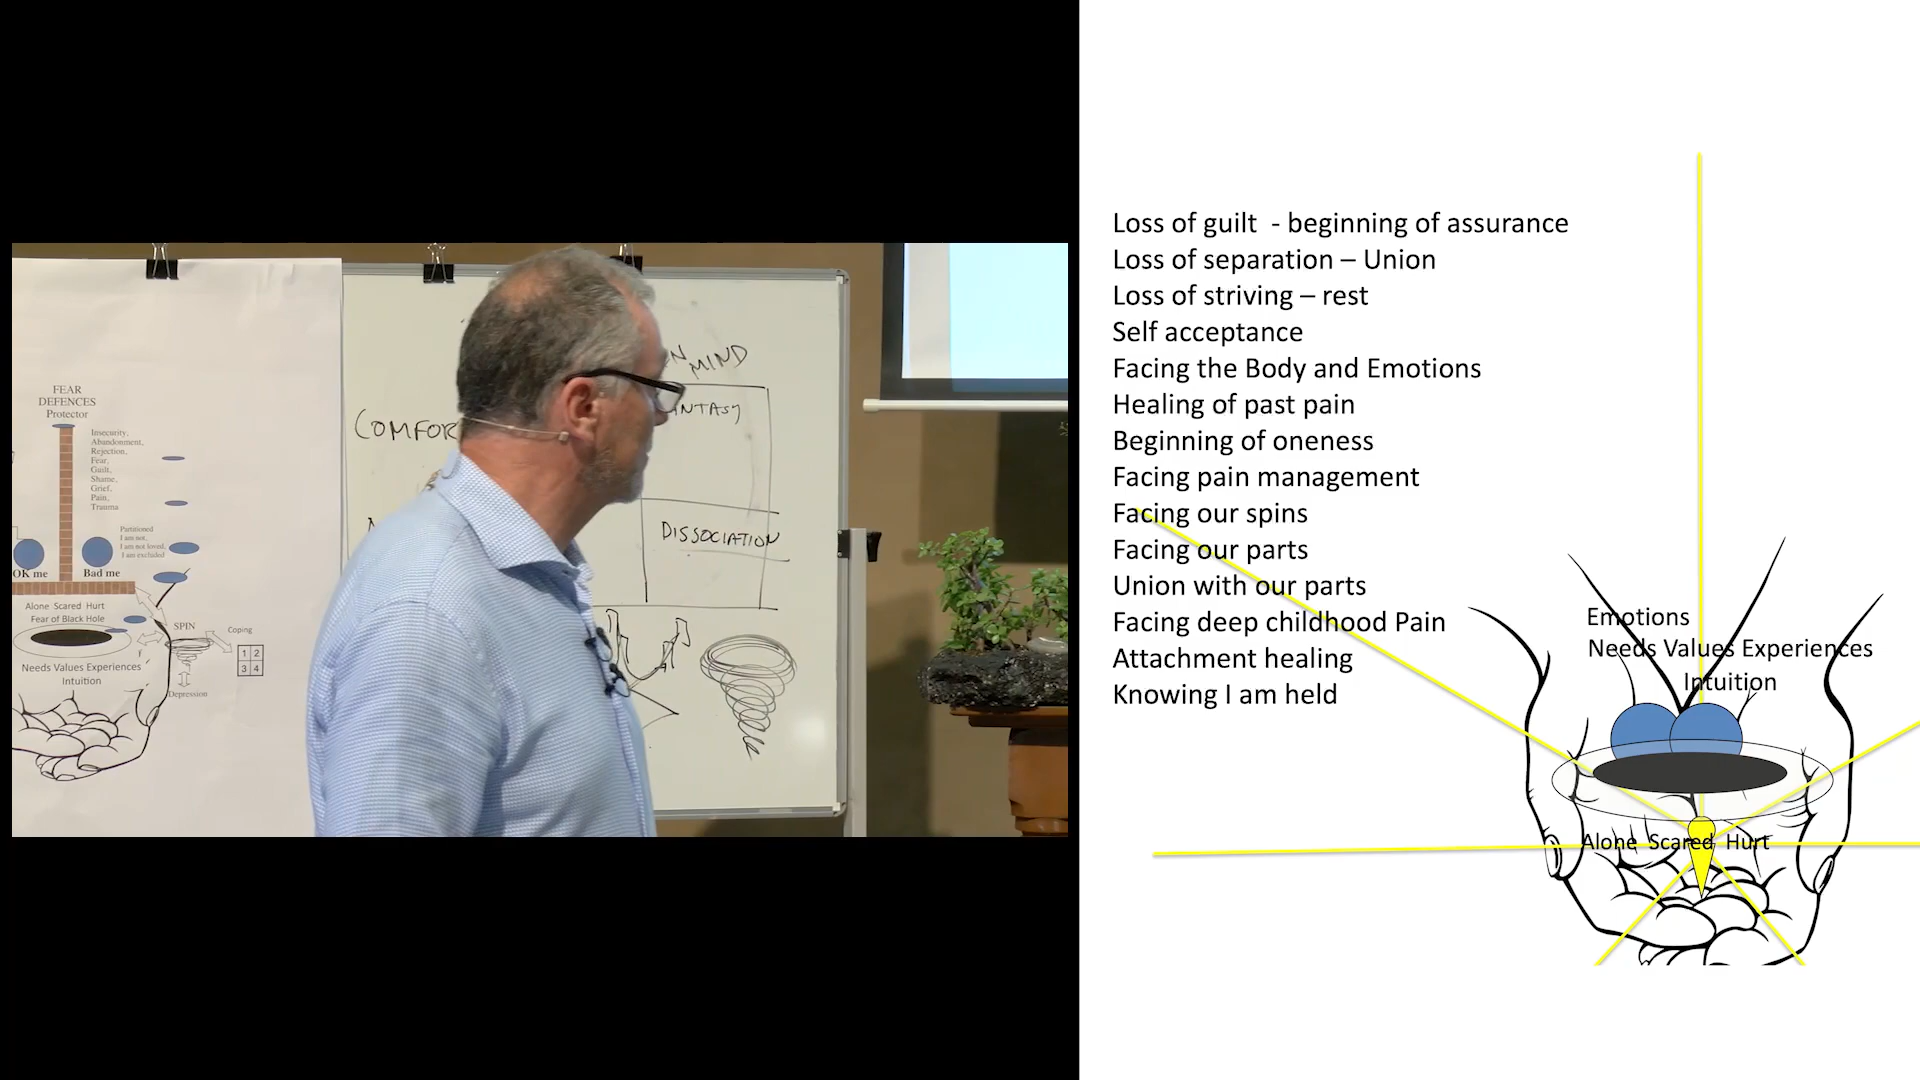 FEAR
DEFENCES
Protector
Insecurity,
Abandonment,
Rejection,
Fear,
Guilt,
Shame,
Grief,
Pain,
Trauma
Partitioned
I am not,
I am not loved,
I am excluded
OK me
Bad me
Alone Scared Hurt
Fear of Black Hole
SPIN
Coping
1 2
3 4
Needs Values Experiences
Intuition
Depression
MIND
DISSOCIATION
Loss of guilt - beginning of assurance
Loss of separation – Union
Loss of striving – rest
Self acceptance
Facing the Body and Emotions
Healing of past pain
Beginning of oneness
Facing pain management
Facing our spins
Facing our parts
Union with our parts
Facing deep childhood Pain
Attachment healing
Knowing I am held
Emotions
Needs Values Experiences
Intuition
Alone Scared Hurt